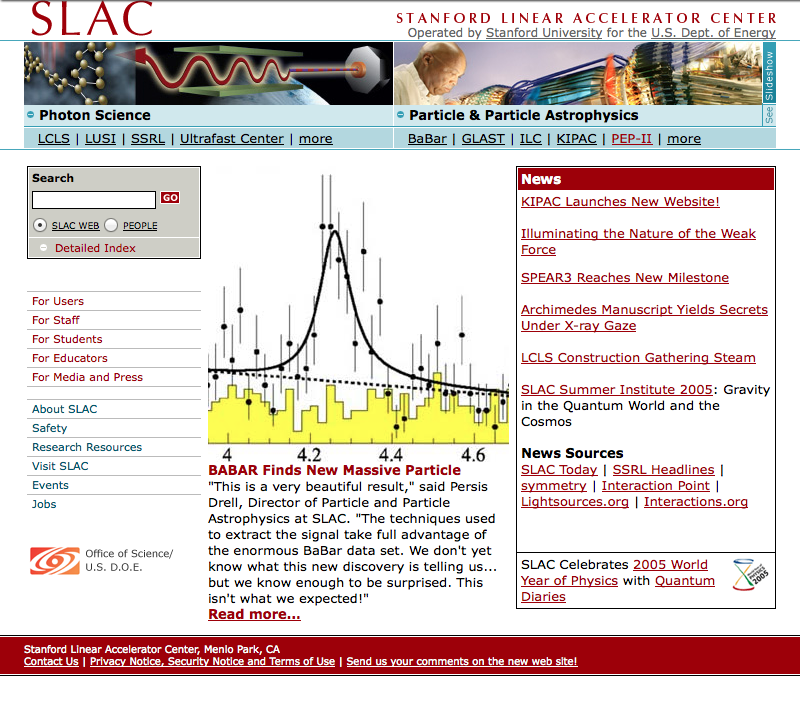 SLAC
STANFORD LINEAR ACCELERATOR CENTER
Operated by Stanford University for the U.S. Dept. of Energy
See Slideshow
Photon Science
Particle & Particle Astrophysics
LCLS | LUSI | SSRL | Ultrafast Center | more
BaBar | GLAST | ILC | KIPAC | PEP-II | more
Search
GO
SLAC WEB PEOPLE
Detailed Index
For Users
For Staff
For Students
For Educators
For Media and Press
About SLAC
Safety
Research Resources
Visit SLAC
Events
Jobs
Office of Science/
U.S. D.O.E.
4 4.2 4.4 4.6
BABAR Finds New Massive Particle
"This is a very beautiful result," said Persis
Drell, Director of Particle and Particle
Astrophysics at SLAC. "The techniques used
to extract the signal take full advantage of
the enormous BaBar data set. We don't yet
know what this new discovery is telling us...
but we know enough to be surprised. This
isn't what we expected!"
Read more...
News
KIPAC Launches New Website!
Illuminating the Nature of the Weak
Force
SPEAR3 Reaches New Milestone
Archimedes Manuscript Yields Secrets
Under X-ray Gaze
LCLS Construction Gathering Steam
SLAC Summer Institute 2005: Gravity
in the Quantum World and the
Cosmos
News Sources
SLAC Today | SSRL Headlines |
symmetry | Interaction Point |
Lightsources.org | Interactions.org
SLAC Celebrates 2005 World
Year of Physics with Quantum
Diaries
2005
Stanford Linear Accelerator Center, Menlo Park, CA
Contact Us | Privacy Notice, Security Notice and Terms of Use | Send us your comments on the new web site!